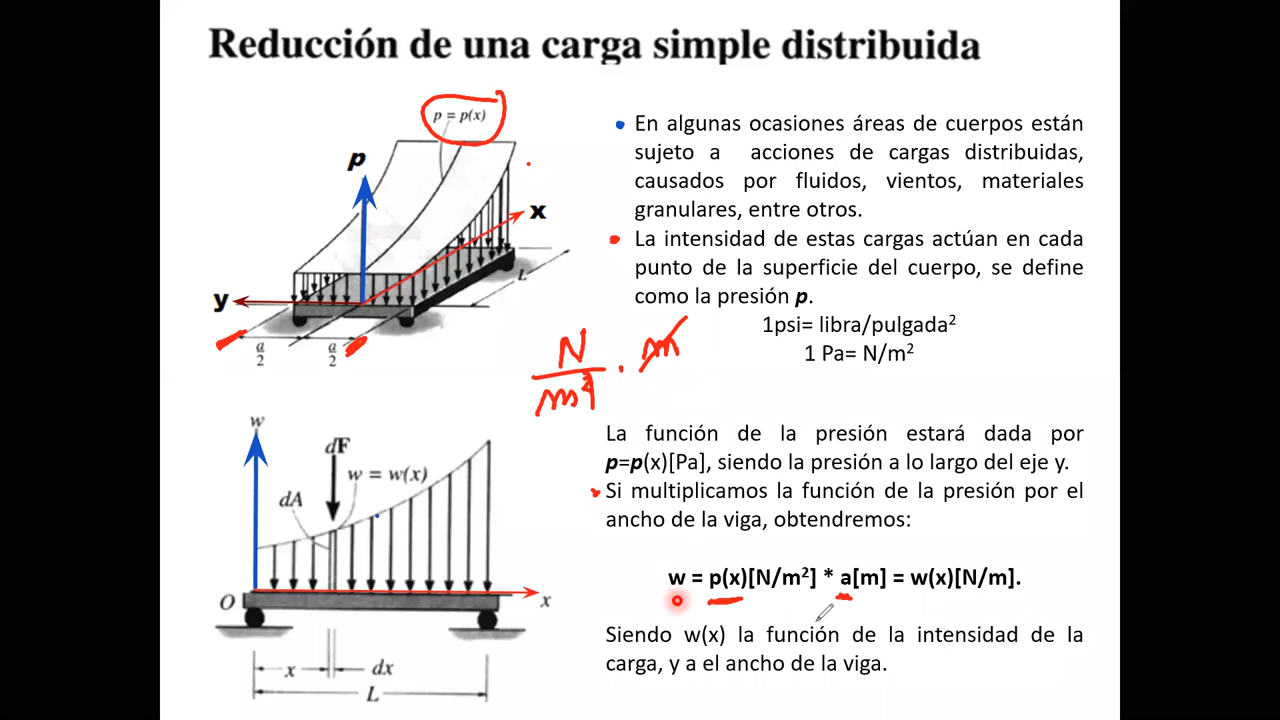 Reducción de una carga simple distribuida
p = p(x)
p
x
y
L
a
2
a
2
N
m²
. m
En algunas ocasiones áreas de cuerpos están
sujeto a acciones de cargas distribuidas,
causados por fluidos, vientos, materiales
granulares, entre otros.
La intensidad de estas cargas actúan en cada
punto de la superficie del cuerpo, se define
como la presión p.
1psi= libra/pulgada²
1 Pa= N/m²
w
dF
w = w(x)
dA
O
x
x
dx
L
La función de la presión estará dada por
p=p(x)[Pa], siendo la presión a lo largo del eje y.
Si multiplicamos la función de la presión por el
ancho de la viga, obtendremos:
w = p(x)[N/m²] * a[m] = w(x)[N/m].
Siendo w(x) la función de la intensidad de la
carga, y a el ancho de la viga.